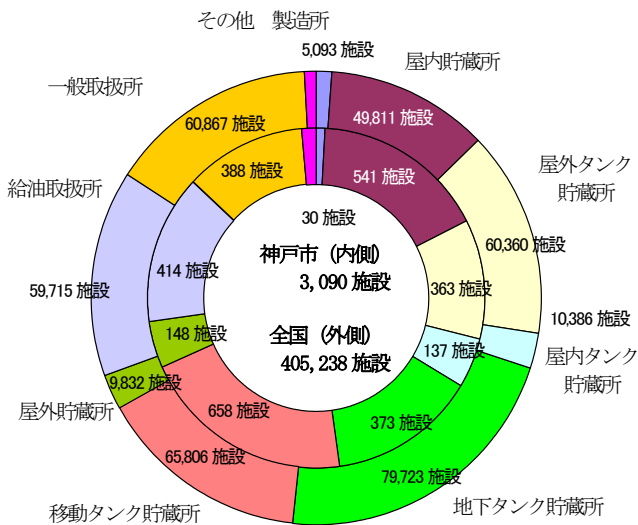 その他　製造所
5,093 施設
屋内貯蔵所
一般取扱所
60,867 施設
49,811 施設
388 施設
541 施設
屋外タンク
貯蔵所
給油取扱所
30 施設
60,360 施設
神戸市（内側）
3,090 施設
414 施設
363 施設
59,715 施設
10,386 施設
全国（外側）
405,238 施設
148 施設
137 施設
屋内タンク
貯蔵所
9,832 施設
屋外貯蔵所
658 施設
373 施設
65,806 施設
79,723 施設
移動タンク貯蔵所
地下タンク貯蔵所